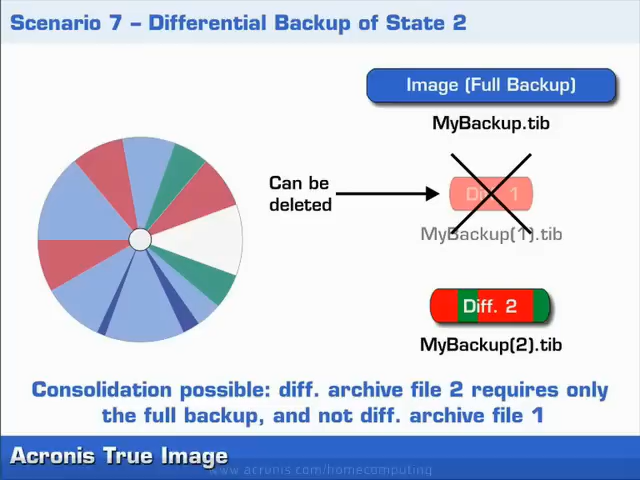 Scenario 7 – Differential Backup of State 2
Image (Full Backup)
MyBackup.tib
Can be
deleted
Diff. 1
MyBackup(1).tib
Diff. 2
MyBackup(2).tib
Consolidation possible: diff. archive file 2 requires only
the full backup, and not diff. archive file 1
Acronis True Image
www.acronis.com/homecomputing